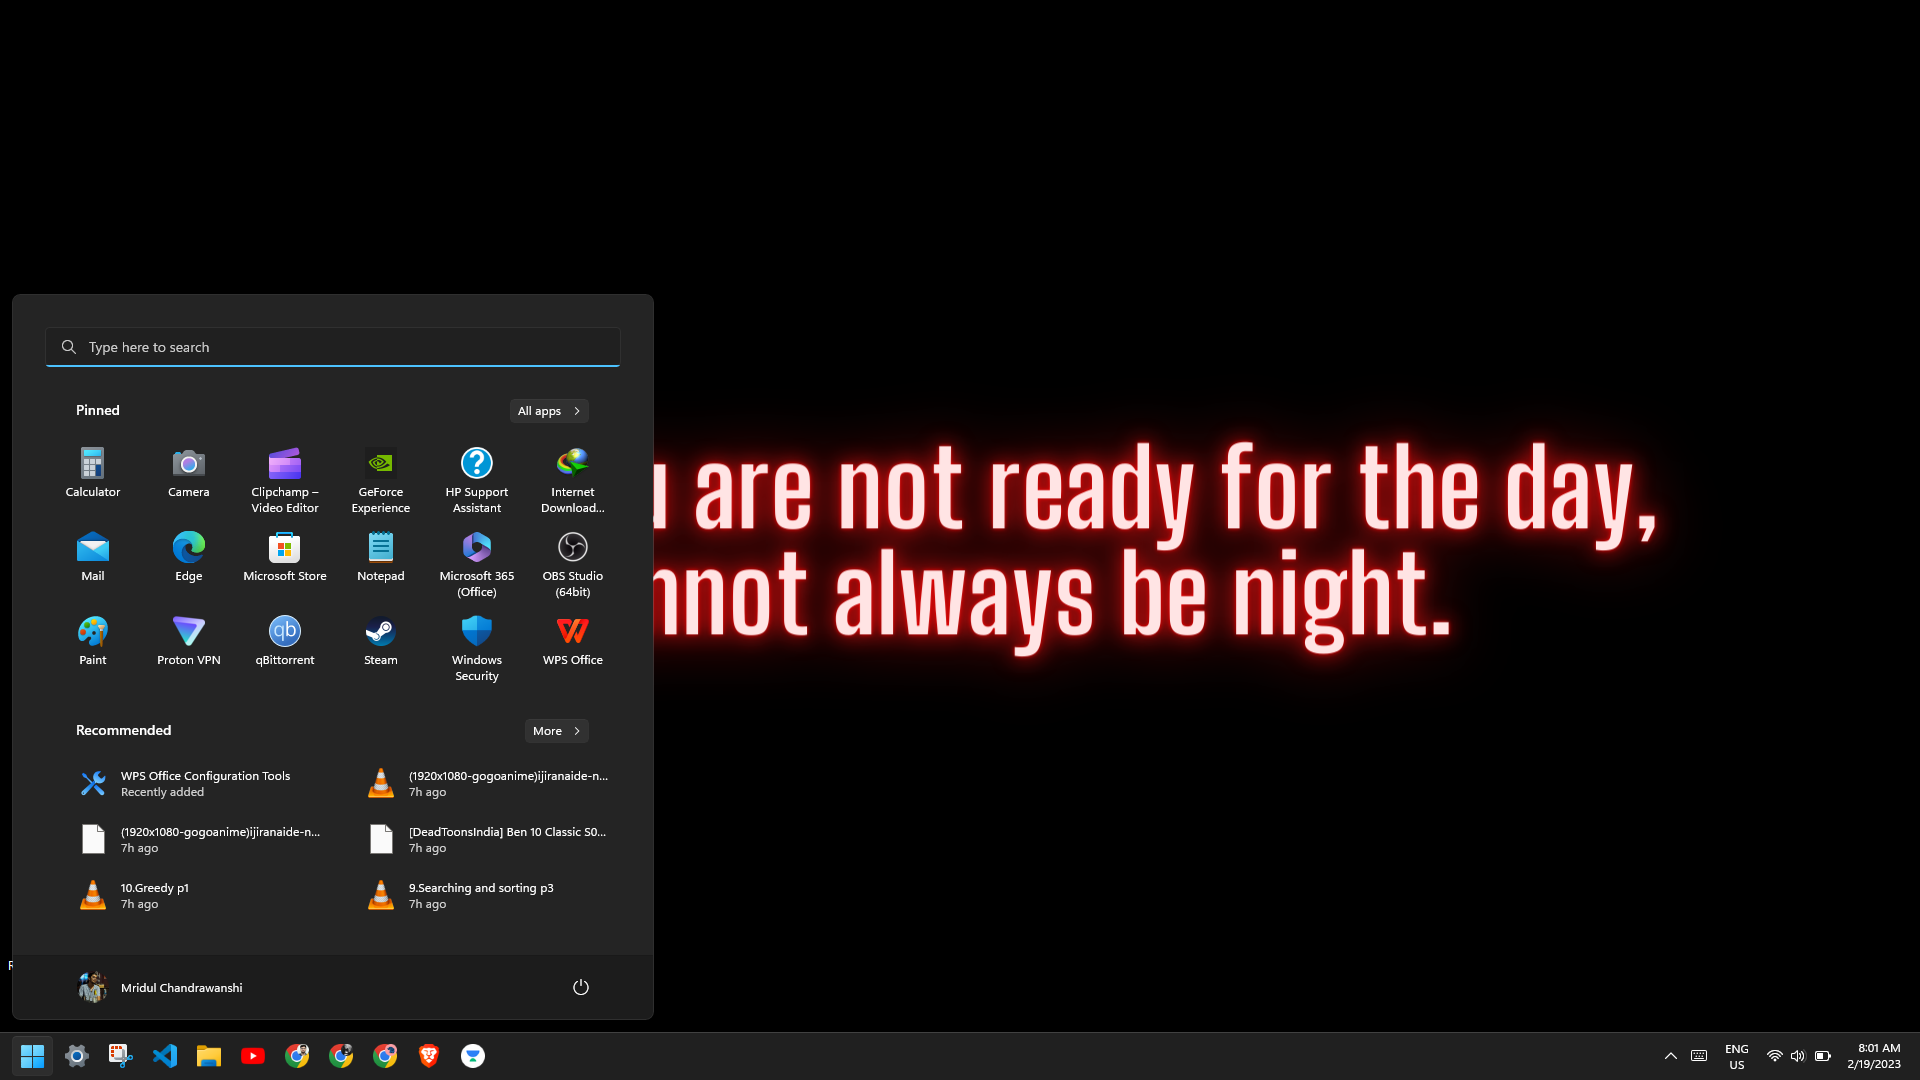 Type here to search
Pinned
All apps
Calculator
Camera
Clipchamp –
Video Editor
GeForce
Experience
HP Support
Assistant
Internet
Download...
Mail
Edge
Microsoft Store
Notepad
Microsoft 365
(Office)
OBS Studio
(64bit)
Paint
Proton VPN
qb
qBittorrent
Steam
Windows
Security
WPS Office
Recommended
More
WPS Office Configuration Tools
Recently added
(1920x1080-gogoanime)ijiranaide-n...
7h ago
(1920x1080-gogoanime)ijiranaide-n...
7h ago
[DeadToonsIndia] Ben 10 Classic S0...
7h ago
10.Greedy p1
7h ago
9.Searching and sorting p3
7h ago
Mridul Chandrawanshi
are not ready for the day,
always be night.
ENG
US
8:01 AM
2/19/2023